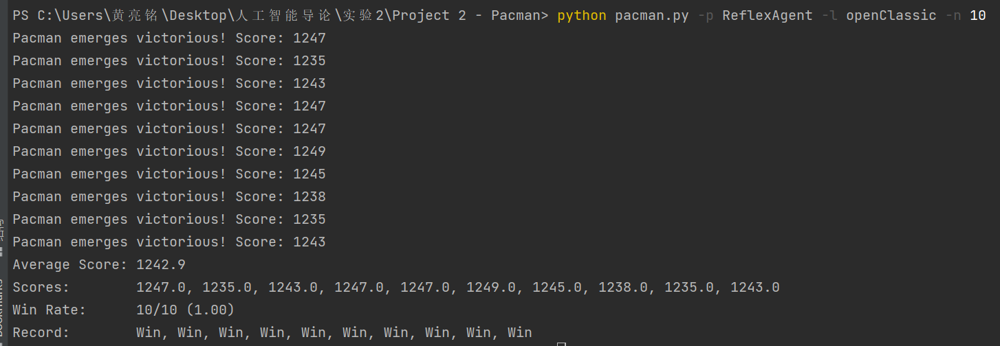 PS C:\Users\黄亮铭\Desktop\人工智能导论\实验2\Project 2 - Pacman> python pacman.py -p ReflexAgent -l openClassic -n 10
Pacman emerges victorious! Score: 1247
Pacman emerges victorious! Score: 1235
Pacman emerges victorious! Score: 1243
Pacman emerges victorious! Score: 1247
Pacman emerges victorious! Score: 1247
Pacman emerges victorious! Score: 1249
Pacman emerges victorious! Score: 1245
Pacman emerges victorious! Score: 1238
Pacman emerges victorious! Score: 1235
Pacman emerges victorious! Score: 1243
Average Score: 1242.9
Scores:        1247.0, 1235.0, 1243.0, 1247.0, 1247.0, 1249.0, 1245.0, 1238.0, 1235.0, 1243.0
Win Rate:      10/10 (1.00)
Record:        Win, Win, Win, Win, Win, Win, Win, Win, Win, Win